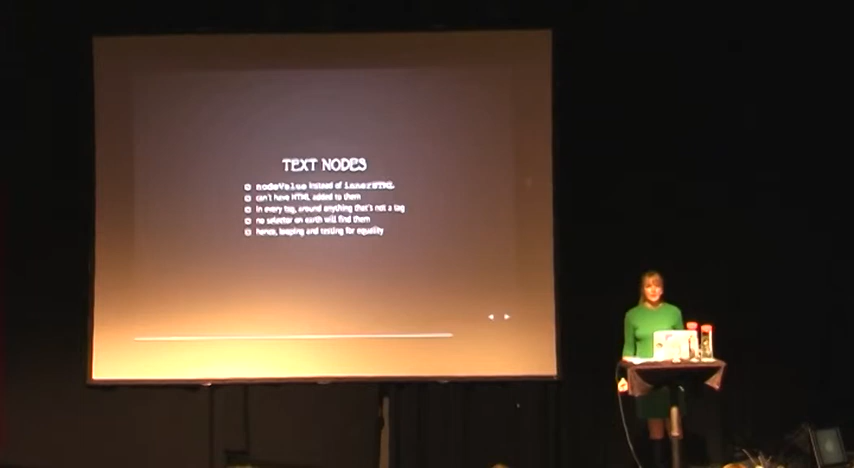 TEXT NODES
nodeValue instead of innerHTML
can't have HTML added to them
in every tag, around anything that's not a tag
no selector on earth will find them
hence, looping and testing for equality